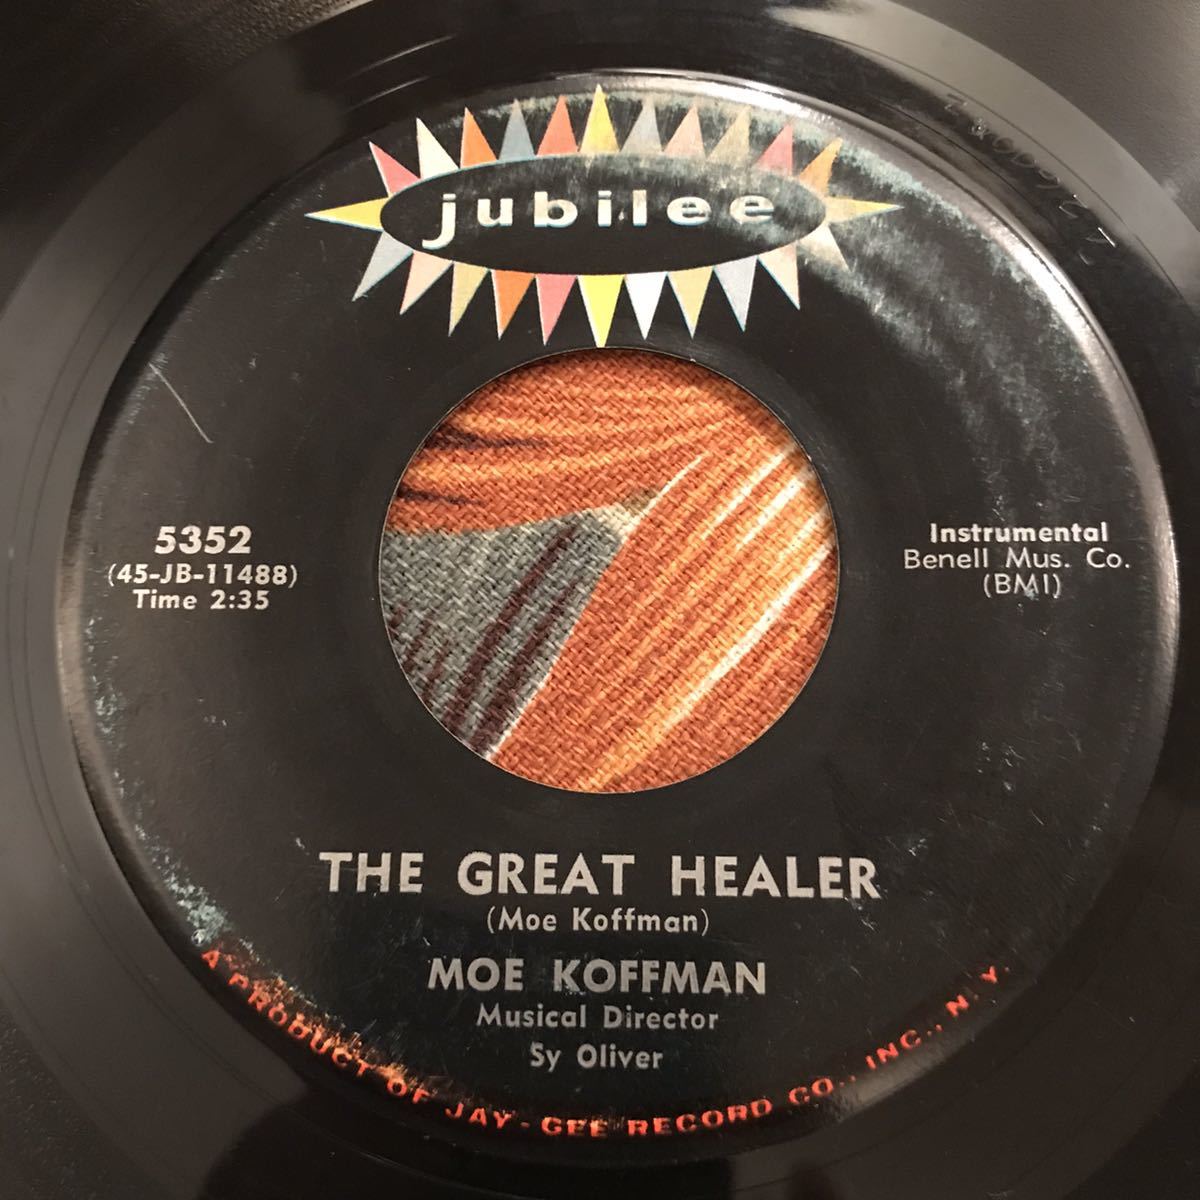 jubilee
5352
(45-JB-11488)
Time 2:35
Instrumental
Benell Mus. Co.
(BMI)
THE GREAT HEALER
(Moe Koffman)
MOE KOFFMAN
Musical Director
Sy Oliver
A PRODUCT OF JAY-GEE RECORD CO., INC., N.Y.